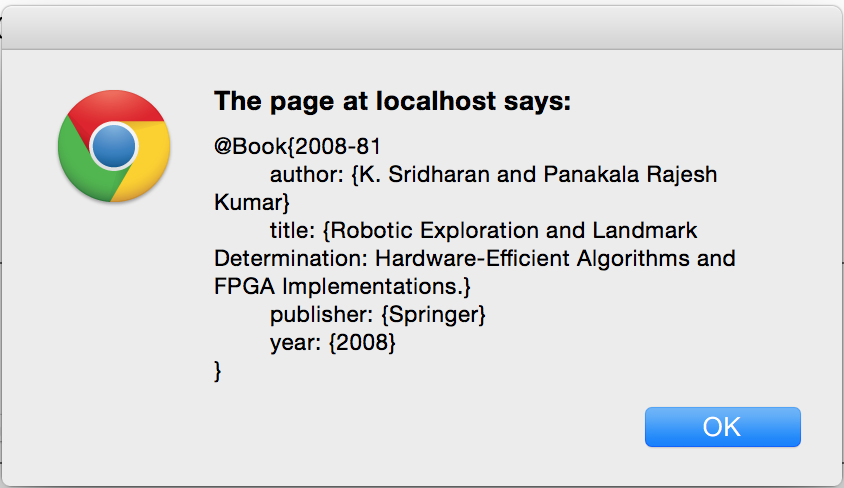 The page at localhost says:
@Book{2008-81
author: {K. Sridharan and Panakala Rajesh
Kumar}
title: {Robotic Exploration and Landmark
Determination: Hardware-Efficient Algorithms and
FPGA Implementations.}
publisher: {Springer}
year: {2008}
}
OK